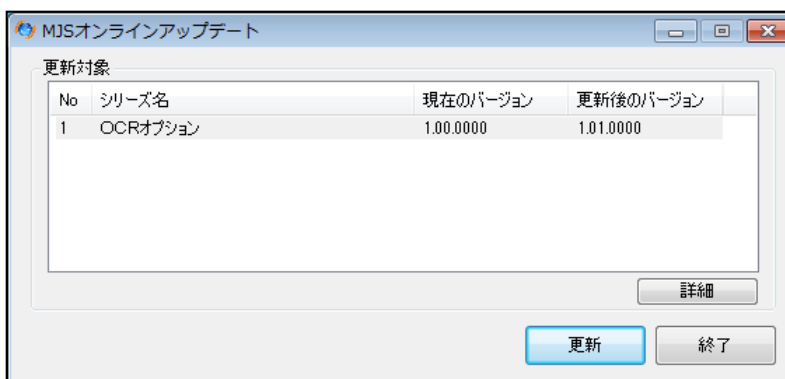 MJSオンラインアップデート
更新対象
No シリーズ名 現在のバージョン 更新後のバージョン
1 OCRオプション 1.00.0000 1.01.0000
詳細
更新 終了